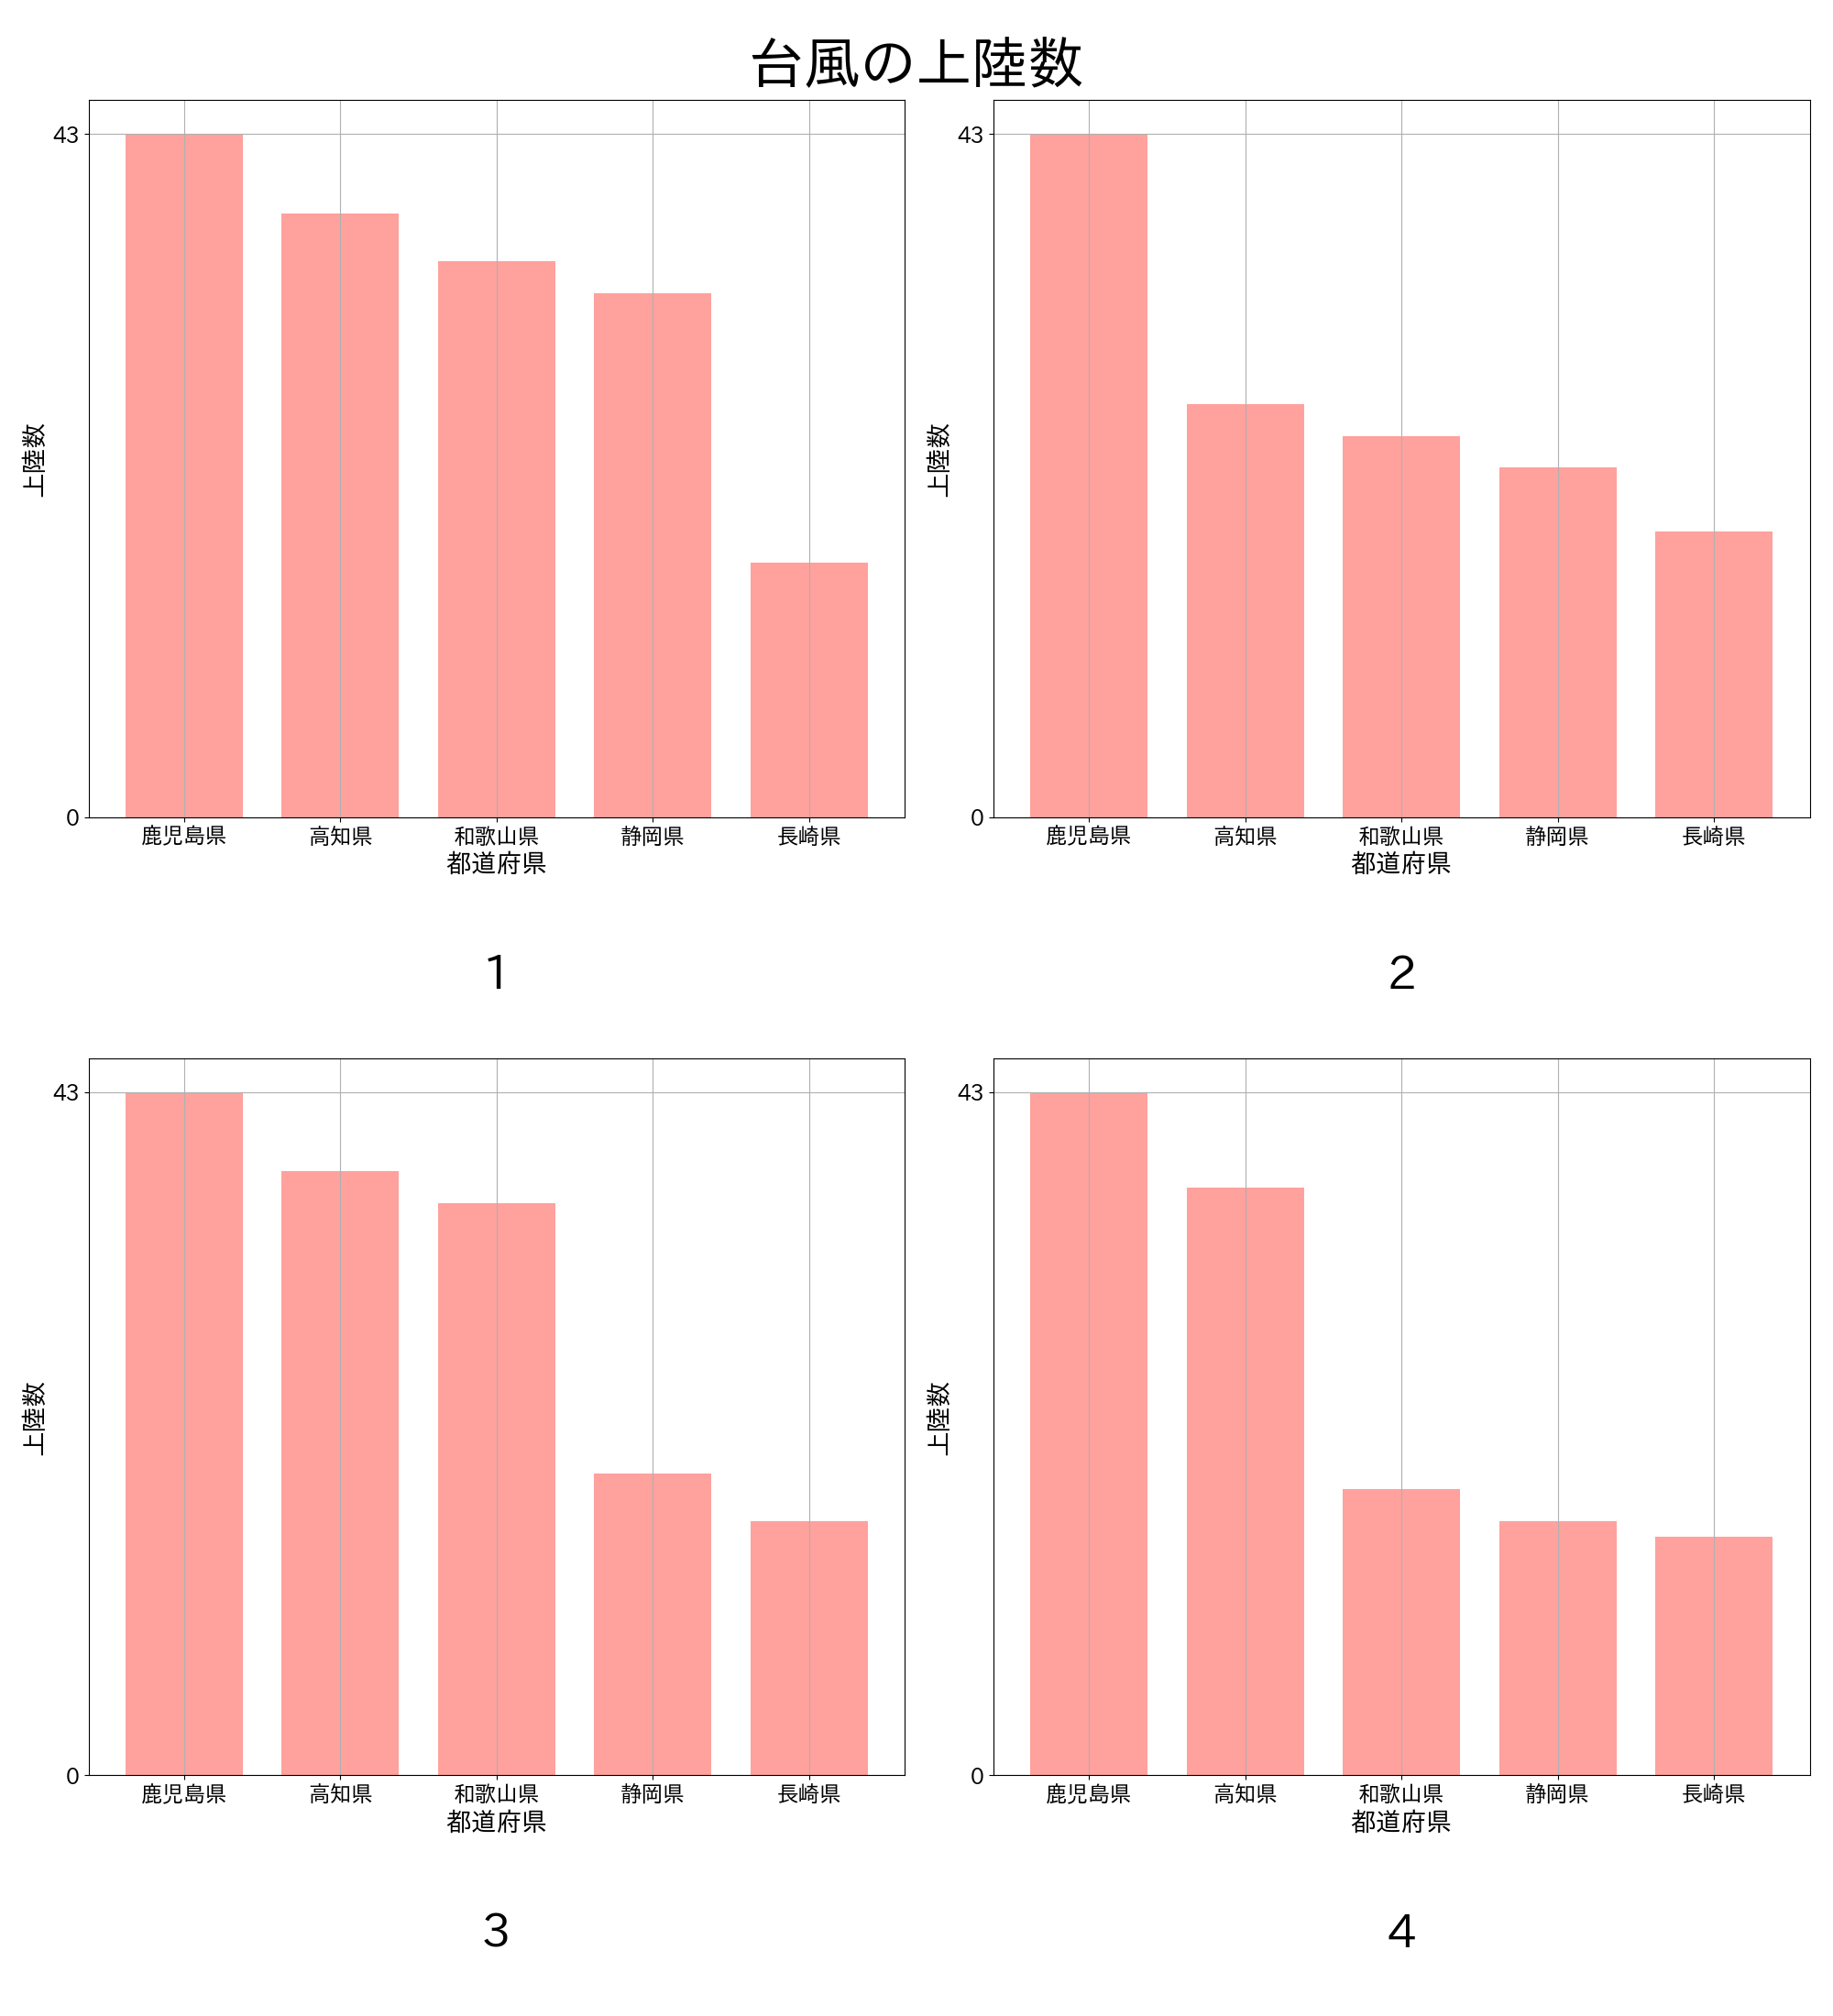 台風の上陸数
43
0
上陸数
鹿児島県 高知県 和歌山県 静岡県 長崎県
都道府県
1
43
0
上陸数
鹿児島県 高知県 和歌山県 静岡県 長崎県
都道府県
2
43
0
上陸数
鹿児島県 高知県 和歌山県 静岡県 長崎県
都道府県
3
43
0
上陸数
鹿児島県 高知県 和歌山県 静岡県 長崎県
都道府県
4